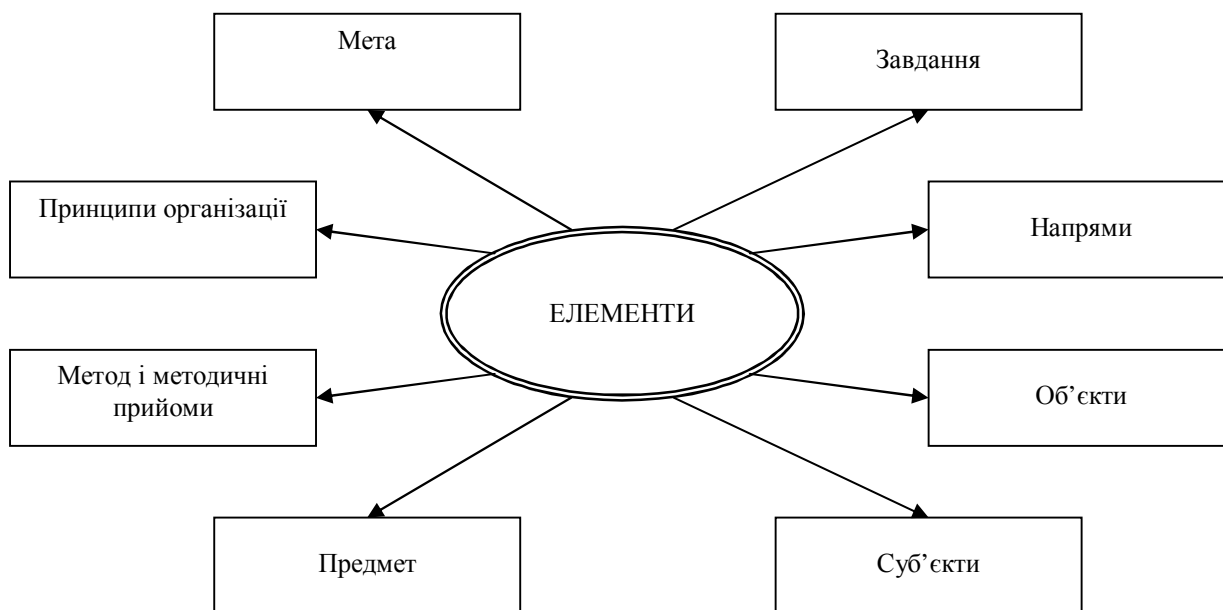 Мета
Завдання
Принципи організації
Напрями
ЕЛЕМЕНТИ
Метод і методичні
прийоми
Об’єкти
Предмет
Суб’єкти